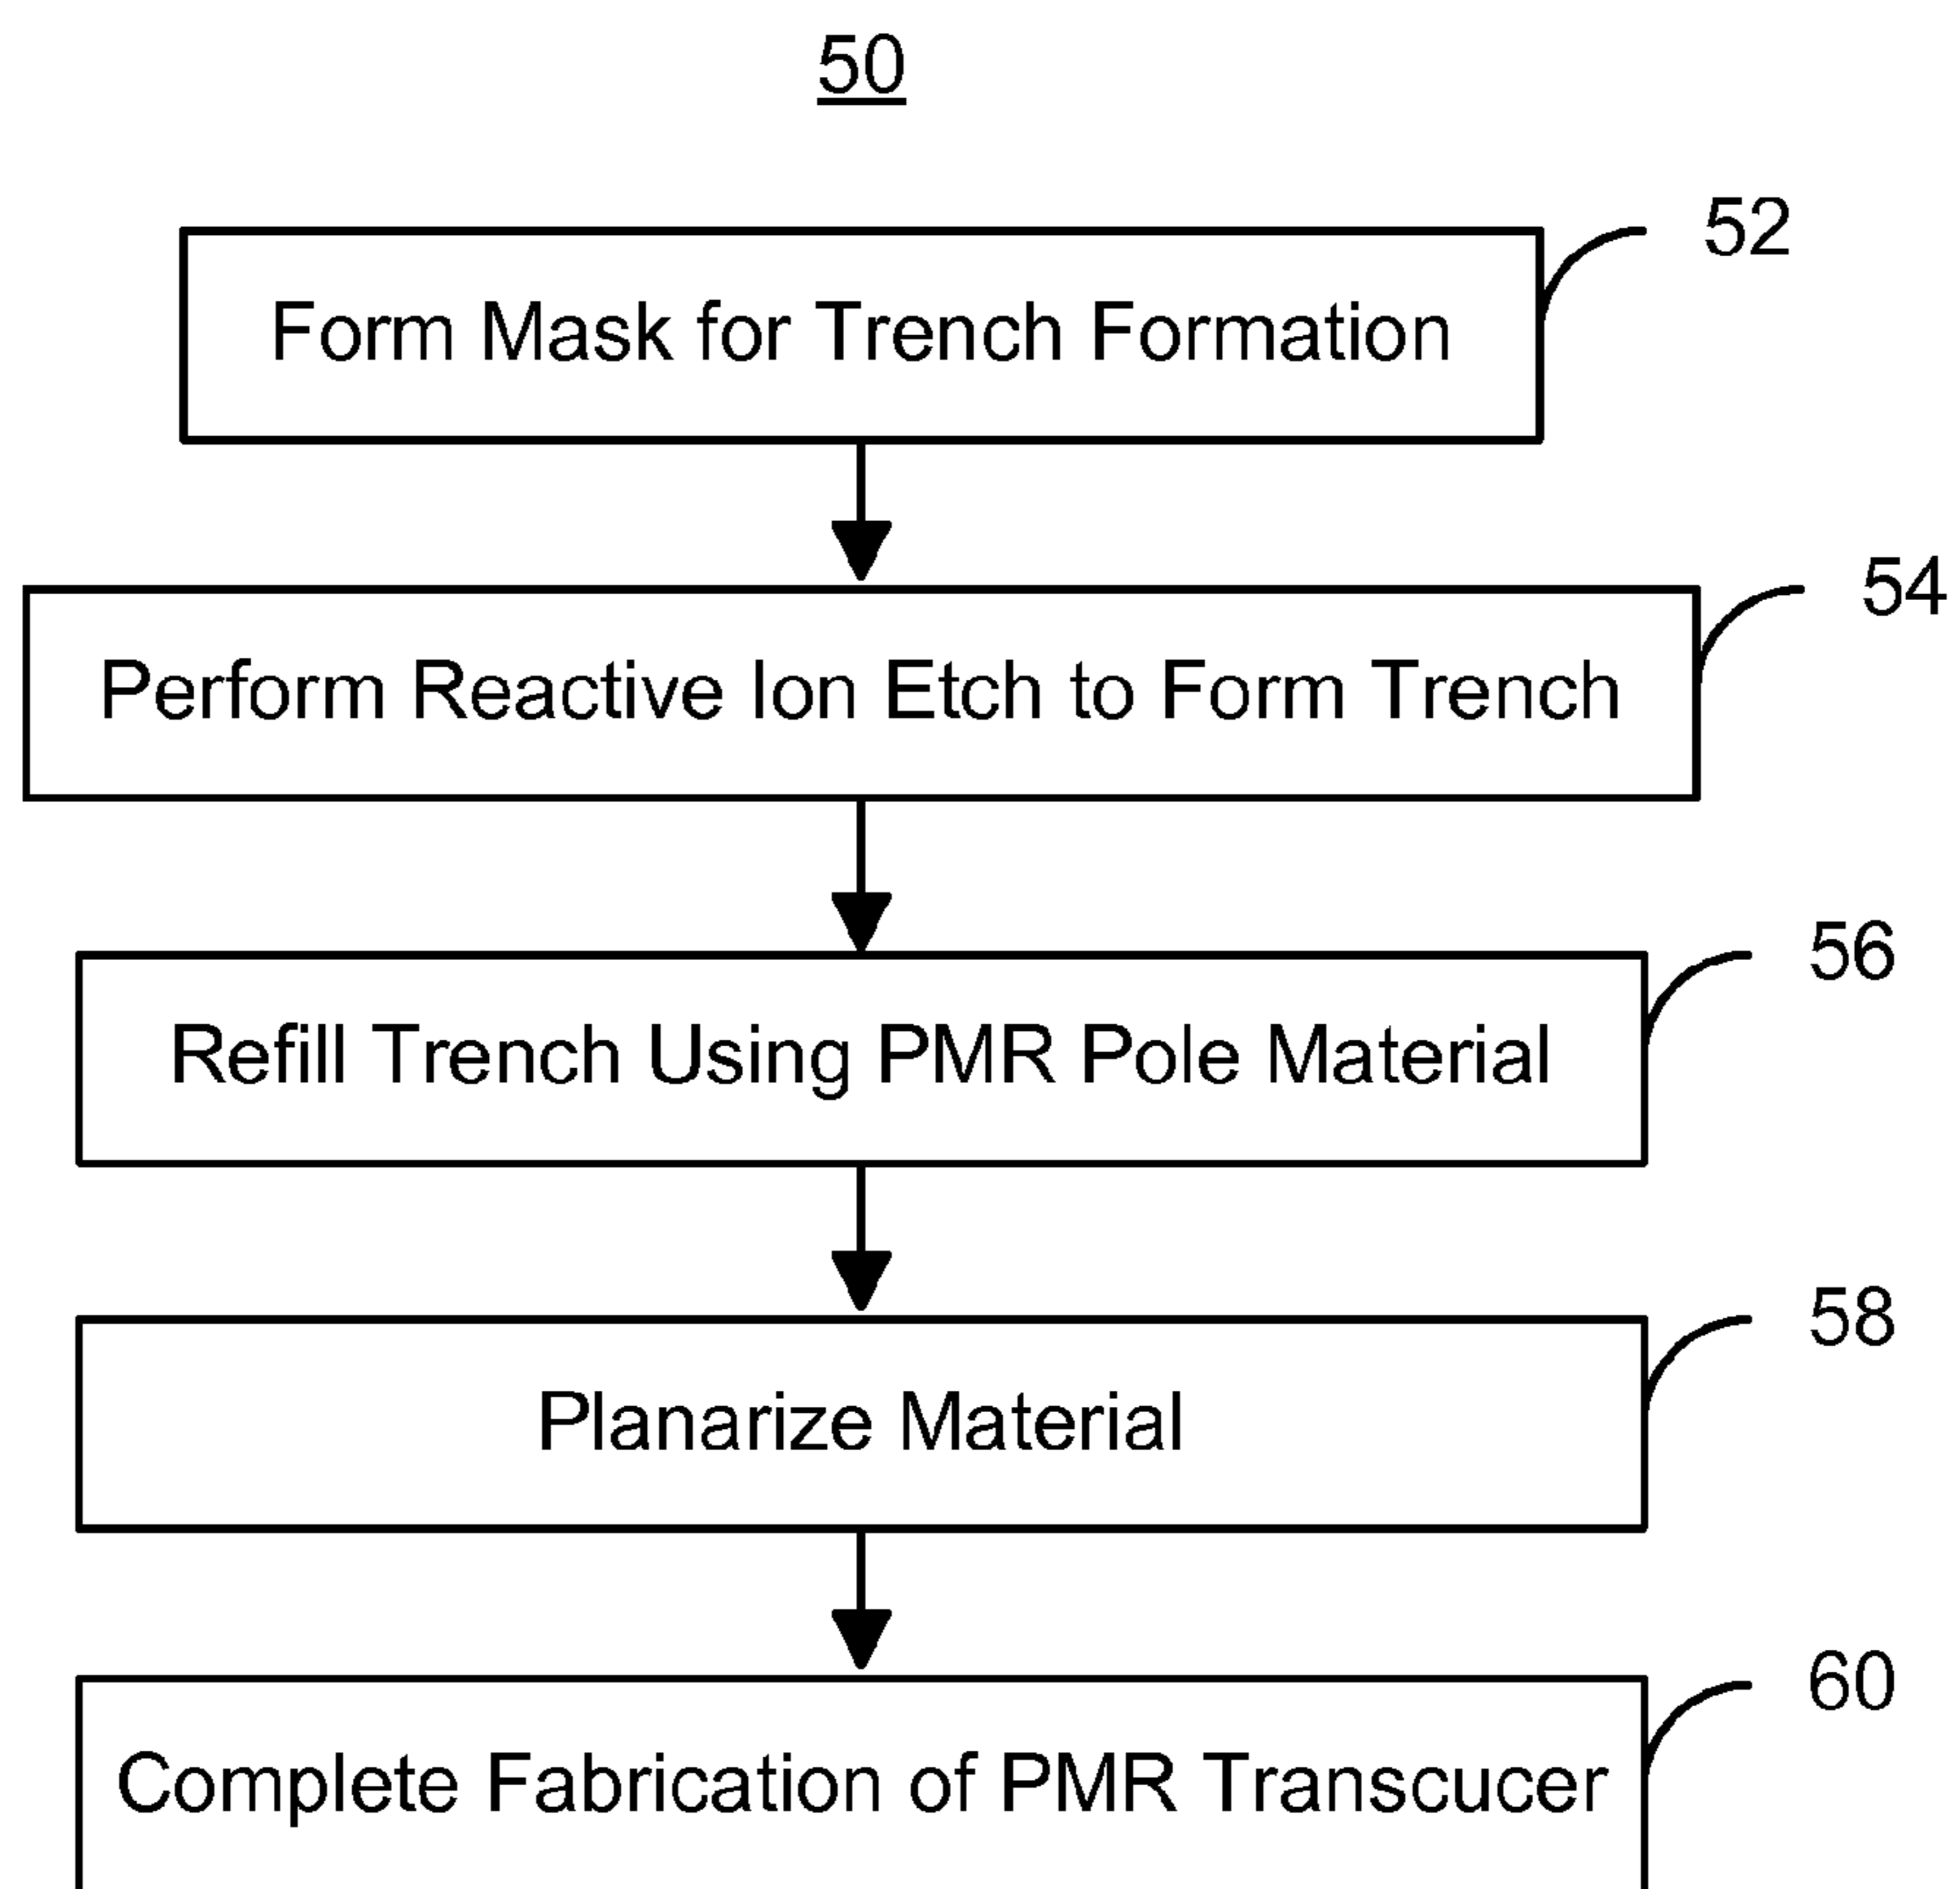 50
52
Form Mask for Trench Formation
54
Perform Reactive Ion Etch to Form Trench
56
Refill Trench Using PMR Pole Material
58
Planarize Material
60
Complete Fabrication of PMR Transcucer